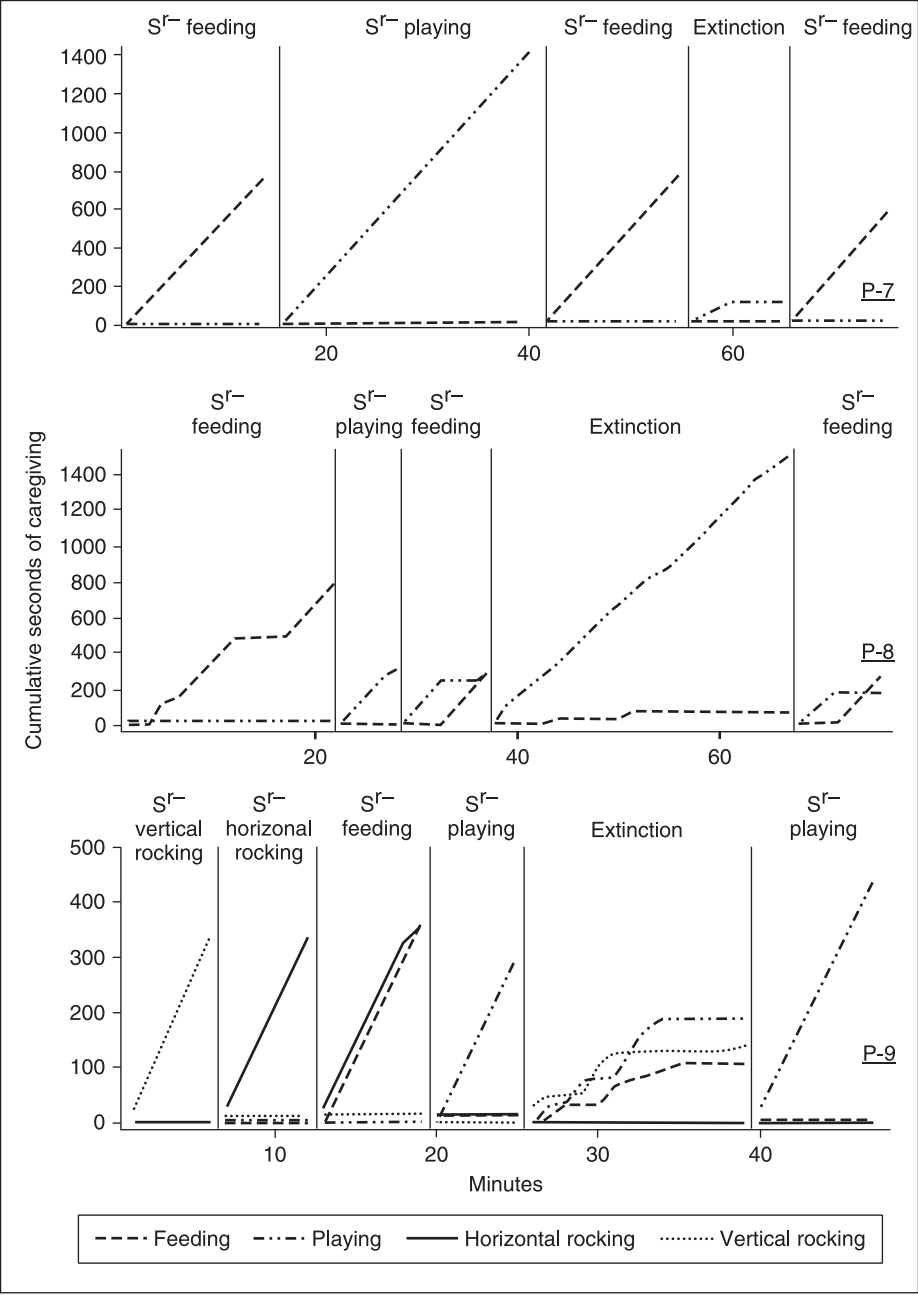 Sr– feeding Sr– playing Sr– feeding Extinction Sr– feeding
1400
1200
1000
800
600
400
200
0
P-7
20 40 60
Sr– feeding Sr– playing Sr– feeding Extinction Sr– feeding
1400
1400
1000
800
600
400
200
0
P-8
20 40 60
Cumulative seconds of caregiving
Sr– vertical rocking Sr– horizonal rocking Sr– feeding Sr– playing Extinction Sr– playing
500
400
300
200
100
0
P-9
10 20 30 40
Minutes
Feeding Playing Horizontal rocking Vertical rocking